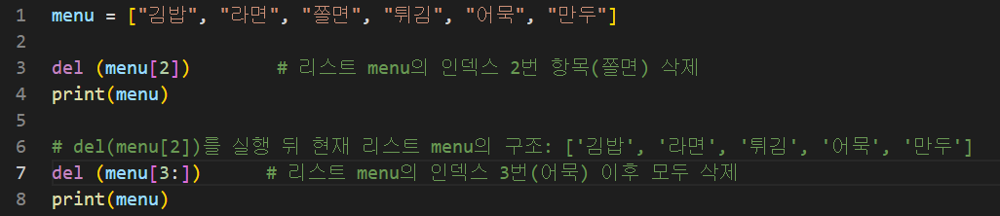 1 menu = ["김밥", "라면", "쫄면", "튀김", "어묵", "만두"]
2
3 del (menu[2]) # 리스트 menu의 인덱스 2번 항목(쫄면) 삭제
4 print(menu)
5
6 # del(menu[2])를 실행 뒤 현재 리스트 menu의 구조: ['김밥', '라면', '튀김', '어묵', '만두']
7 del (menu[3:]) # 리스트 menu의 인덱스 3번(어묵) 이후 모두 삭제
8 print(menu)